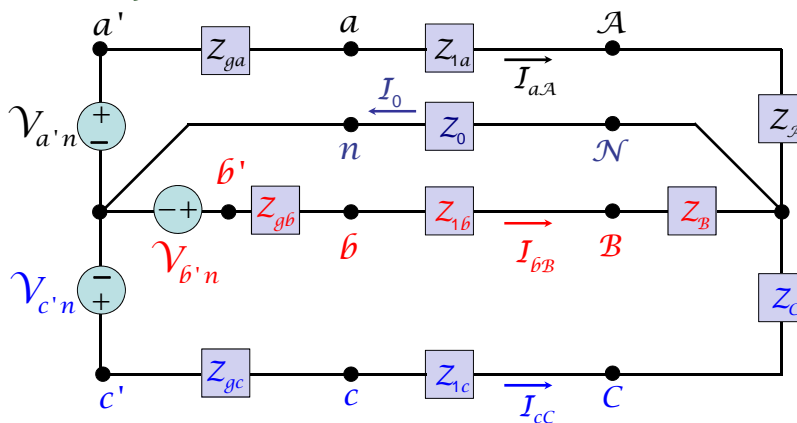 a' a A
Z_ga Z_1a
I_aA
I_0
V_a'n + − Z_0 Z_A
n N
b'
− + Z_gb Z_1b Z_B
V_b'n b I_bB B
V_c'n − + Z_C
Z_gc Z_1c
c' c I_cC C